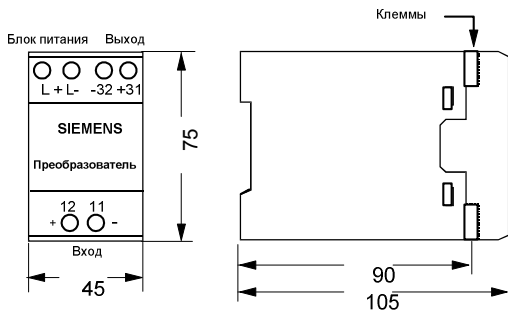 Клеммы
Блок питания Выход
L + L- -32 +31
SIEMENS
Преобразователь
12 11
+ -
Вход
75
45
90
105